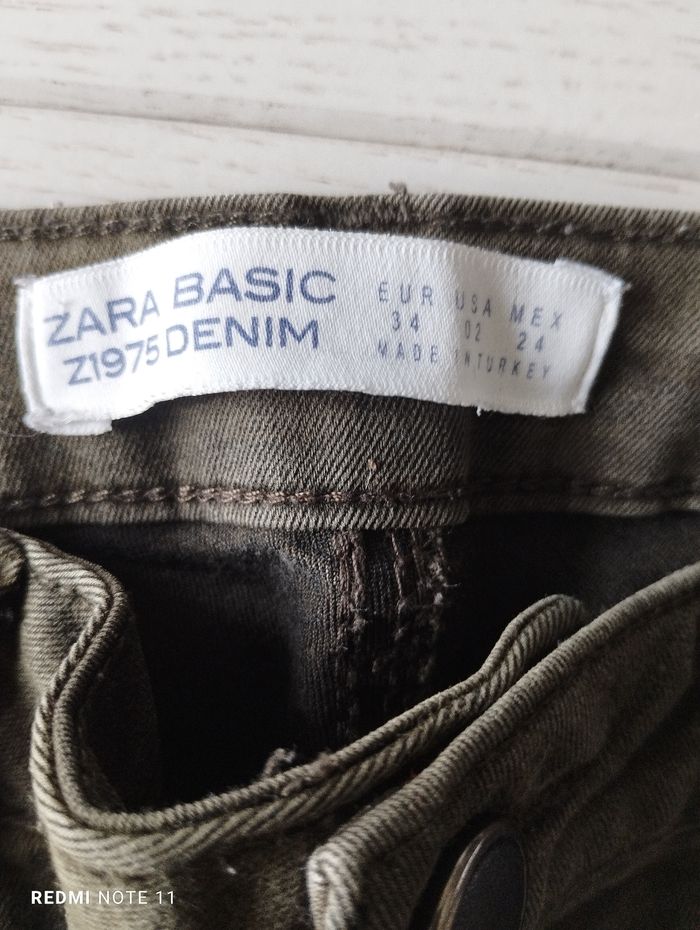 ZARA BASIC
Z1975 DENIM
EUR USA MEX
34 02 24
MADE IN TURKEY
REDMI NOTE 11